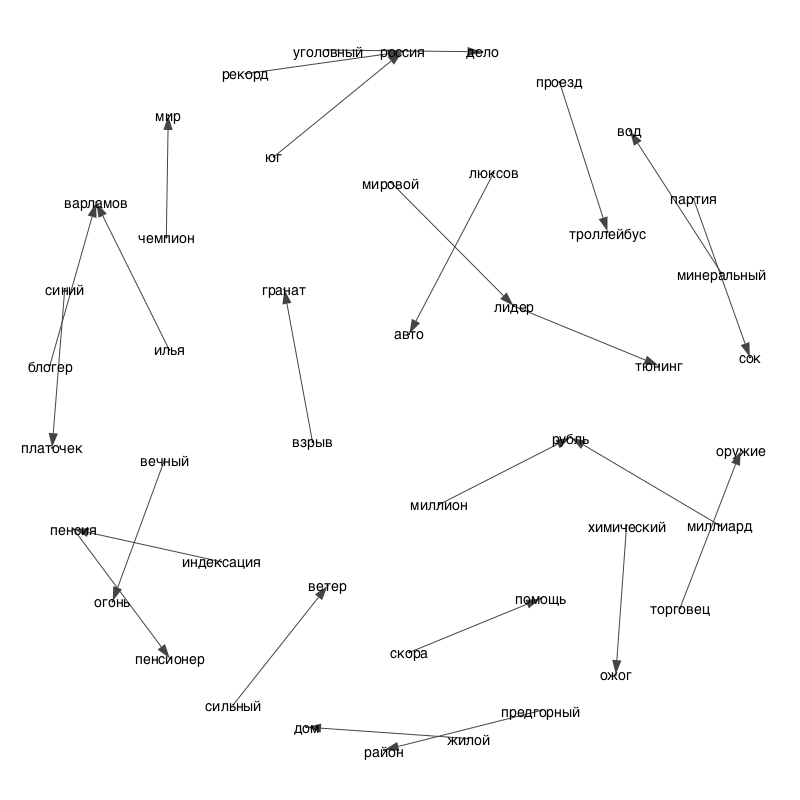 уголовный россия дело
рекорд
проезд
мир
вод
юг
люксов
мировой
партия
варламов
троллейбус
чемпион
минеральный
синий
гранат
лидер
авто
илья
сок
блогер
тюнинг
рубль
взрыв
платочек
оружие
вечный
миллион
химический
миллиард
пенсия
индексация
ветер
помощь
огонь
торговец
скора
пенсионер
ожог
сильный
предгорный
дом
жилой
район